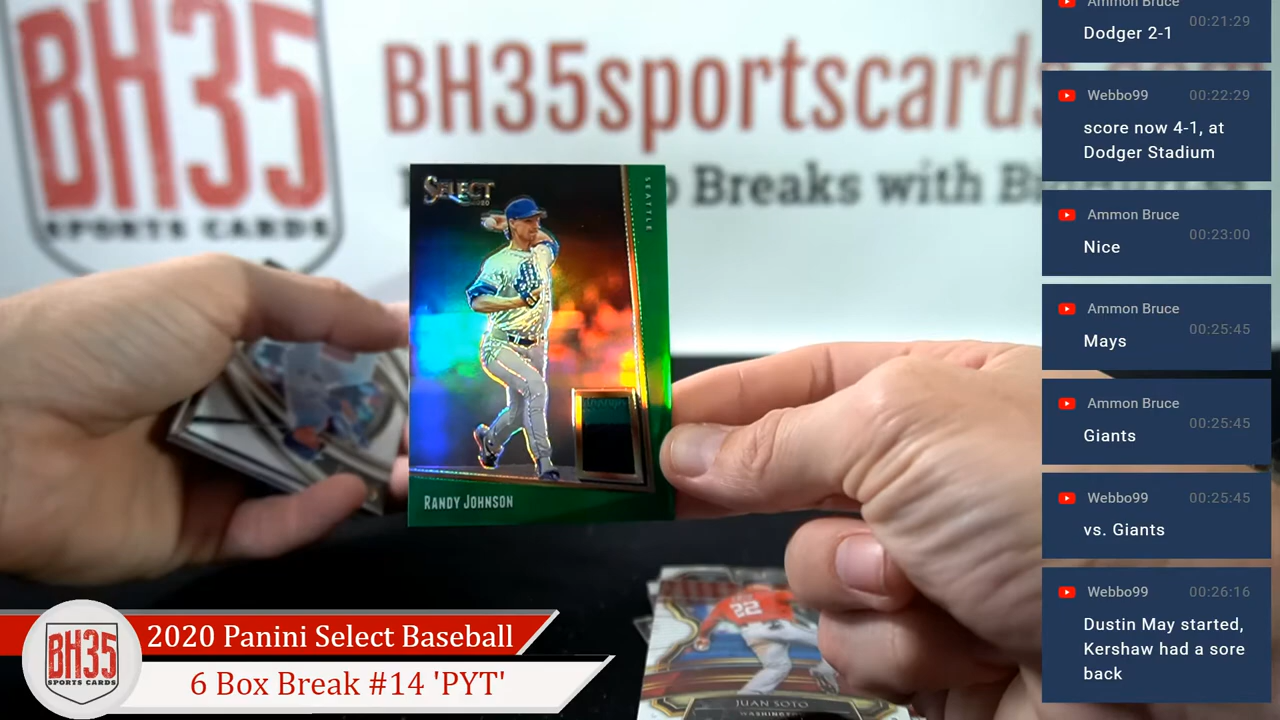 BH35
SPORTS CARDS
BH35sportscards.com
Breaks with
SELECT
SEATTLE
RANDY JOHNSON
22
JUAN SOTO
WASHINGTON
BH35
SPORTS CARDS
2020 Panini Select Baseball
6 Box Break #14 'PYT'
Ammon Bruce 00:21:29
Dodger 2-1
Webbo99 00:22:29
score now 4-1, at
Dodger Stadium
Ammon Bruce 00:23:00
Nice
Ammon Bruce 00:25:45
Mays
Ammon Bruce 00:25:45
Giants
Webbo99 00:25:45
vs. Giants
Webbo99 00:26:16
Dustin May started,
Kershaw had a sore
back